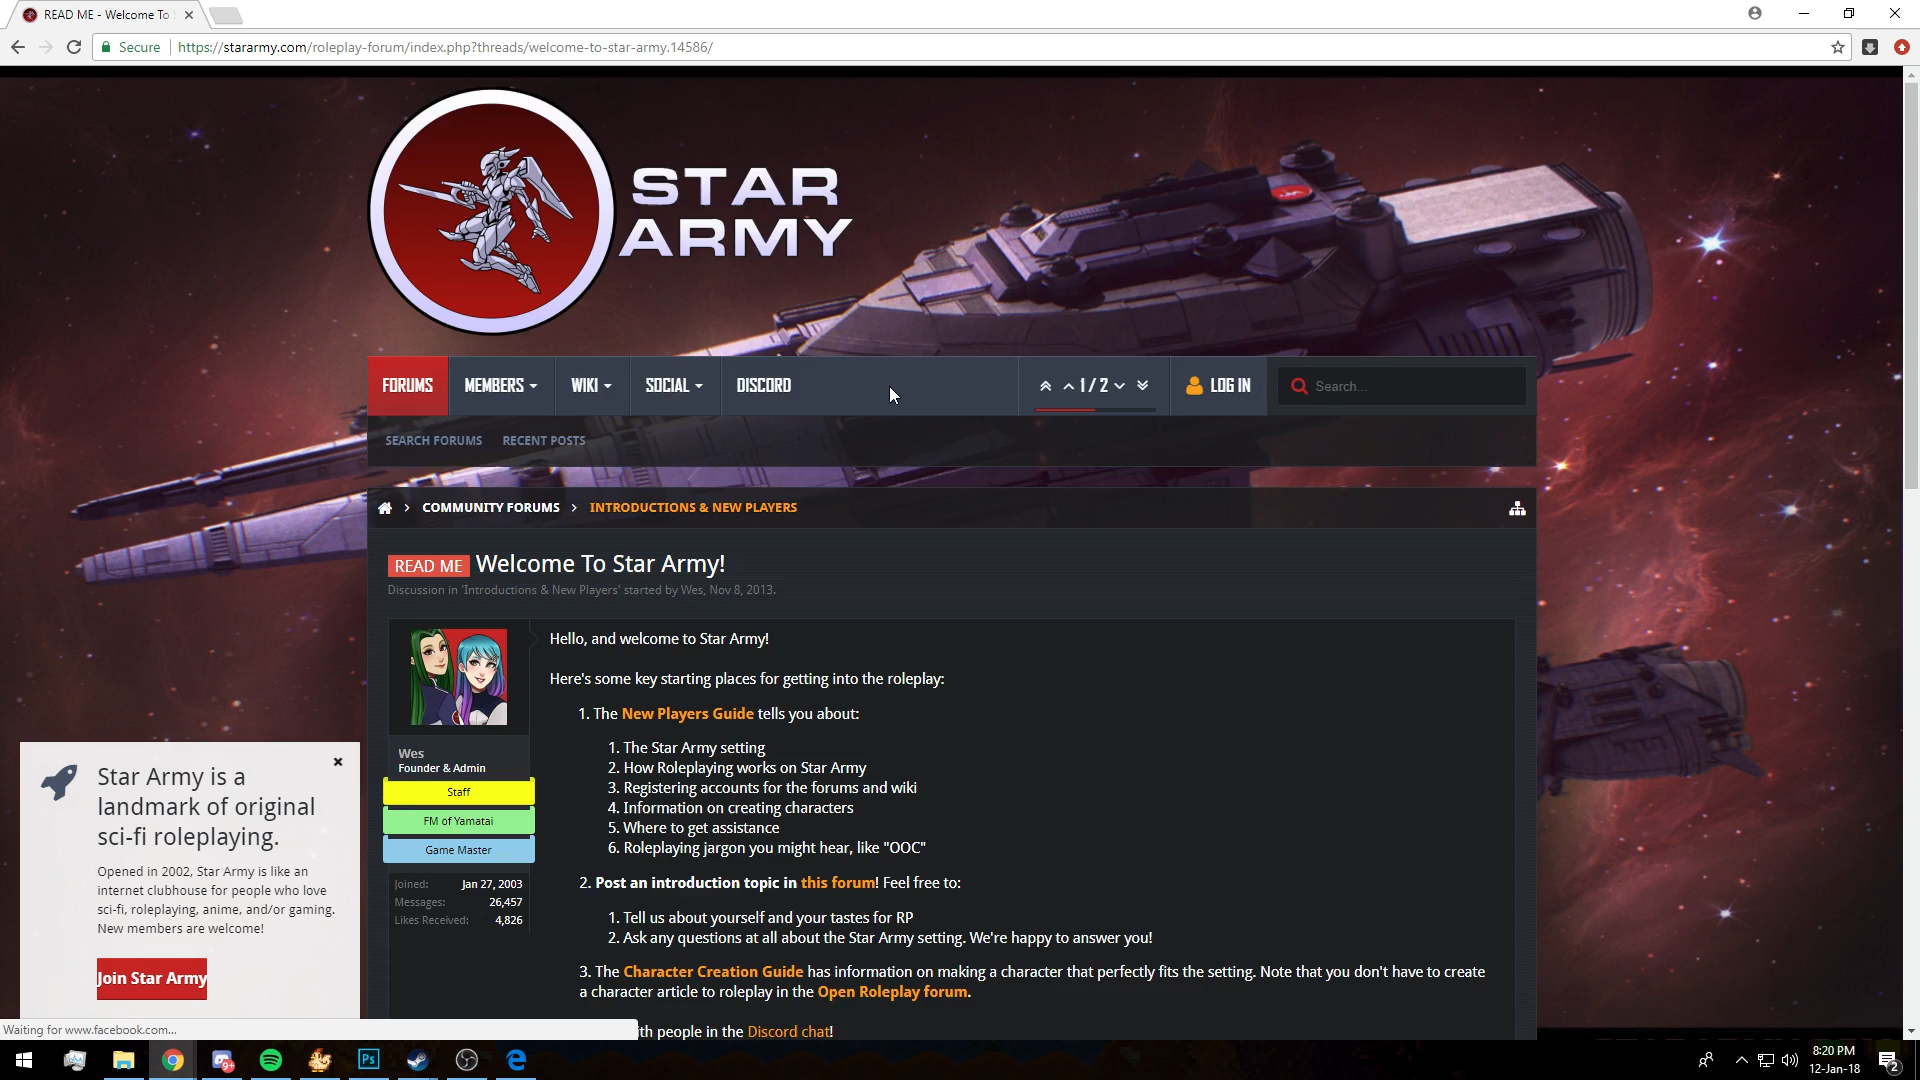 READ ME - Welcome To S
Secure
https://stararmy.com/roleplay-forum/index.php?threads/welcome-to-star-army.14586/
STAR
ARMY
FORUMS MEMBERS WIKI SOCIAL DISCORD 1 / 2 LOG IN Search...
SEARCH FORUMS RECENT POSTS
COMMUNITY FORUMS > INTRODUCTIONS & NEW PLAYERS
READ ME Welcome To Star Army!
Discussion in 'Introductions & New Players' started by Wes, Nov 8, 2013.
Wes
Founder & Admin
Staff
FM of Yamatai
Game Master
Joined: Jan 27, 2003
Messages: 26,457
Likes Received: 4,826
Hello, and welcome to Star Army!
Here's some key starting places for getting into the roleplay:
1. The New Players Guide tells you about:
1. The Star Army setting
2. How Roleplaying works on Star Army
3. Registering accounts for the forums and wiki
4. Information on creating characters
5. Where to get assistance
6. Roleplaying jargon you might hear, like "OOC"
2. Post an introduction topic in this forum! Feel free to:
1. Tell us about yourself and your tastes for RP
2. Ask any questions at all about the Star Army setting. We're happy to answer you!
3. The Character Creation Guide has information on making a character that perfectly fits the setting. Note that you don't have to create
a character article to roleplay in the Open Roleplay forum.
th people in the Discord chat!
Star Army is a
landmark of original
sci-fi roleplaying.
Opened in 2002, Star Army is like an
internet clubhouse for people who love
sci-fi, roleplaying, anime, and/or gaming.
New members are welcome!
Join Star Army
Waiting for www.facebook.com...
9+
Ps
8:20 PM
12-Jan-18
2